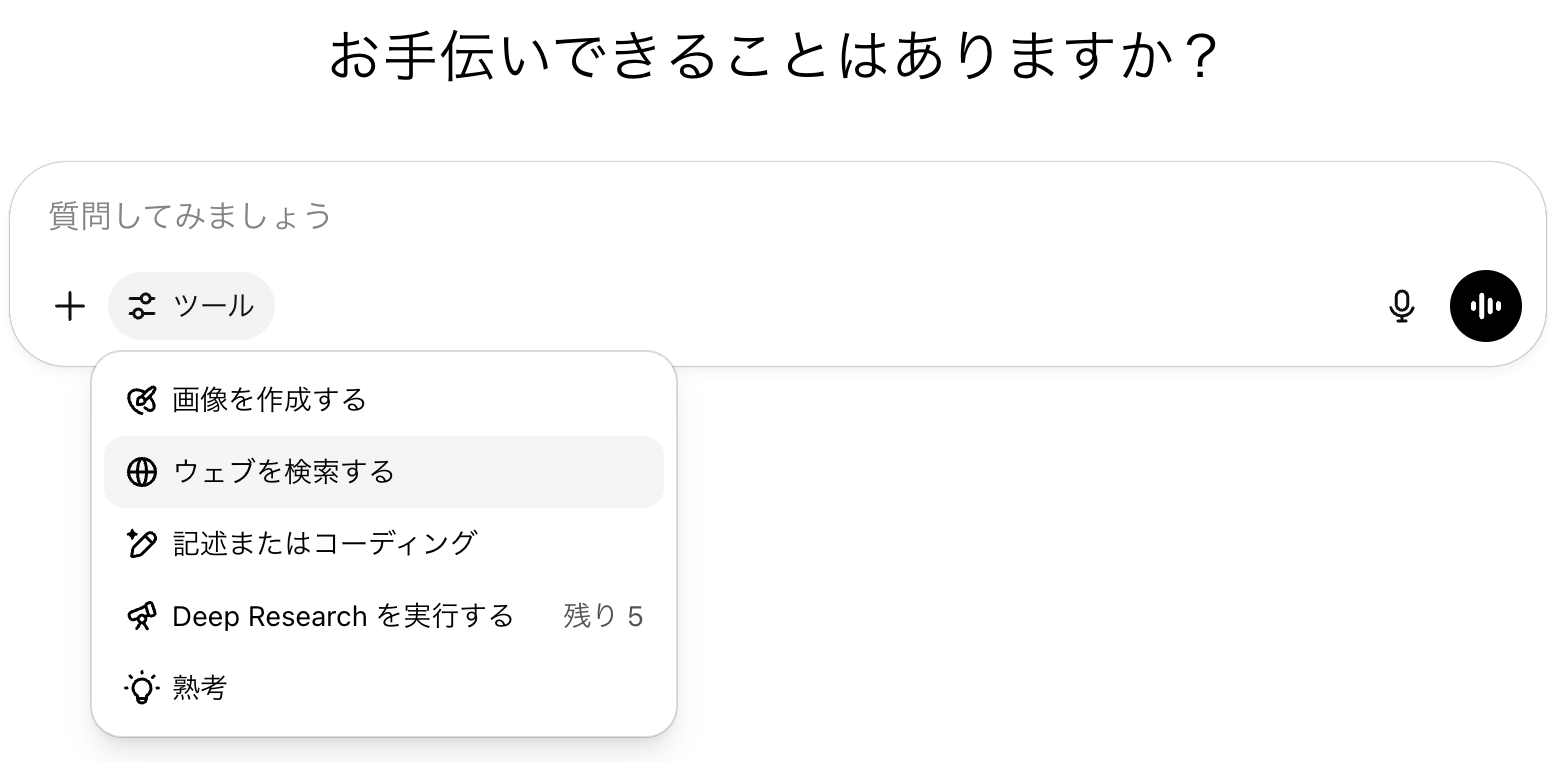 お手伝いできることはありますか？
質問してみましょう
ツール
画像を作成する
ウェブを検索する
記述またはコーディング
Deep Research を実行する 残り 5
熟考